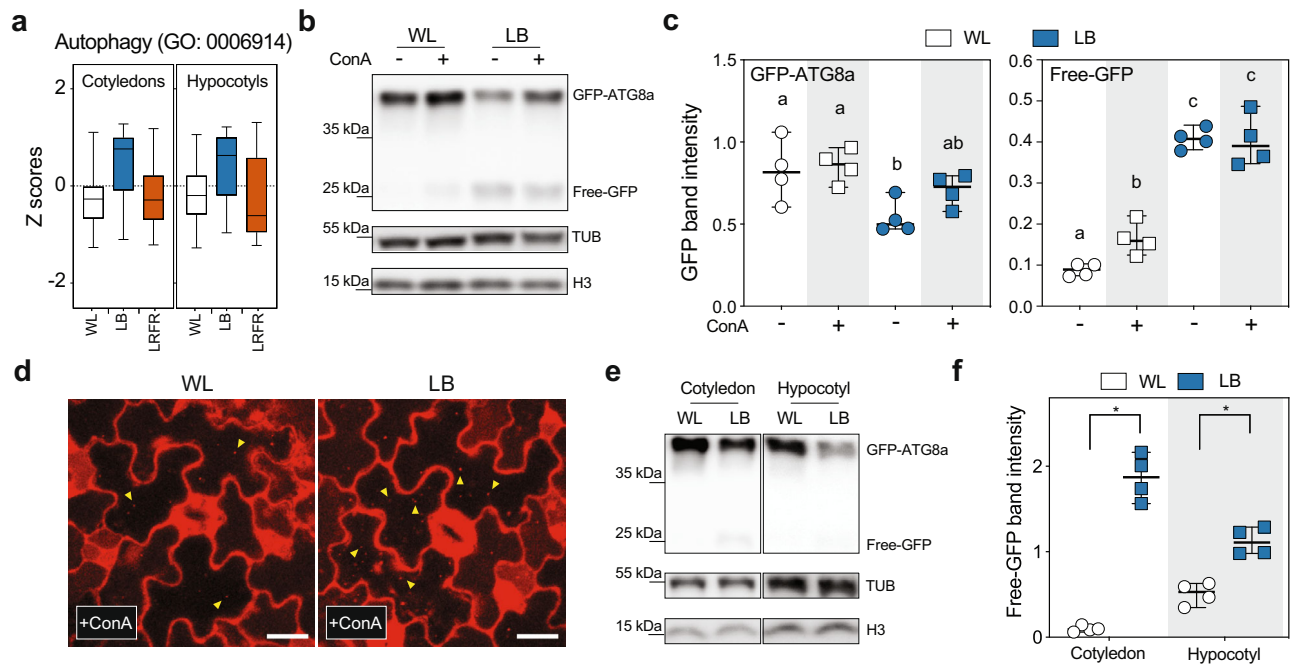 a
Autophagy (GO: 0006914)
Cotyledons
Hypocotyls
Z scores
2
0
-2
WL
LB
LRFR
WL
LB
LRFR
b
WL
LB
ConA
-
+
-
+
GFP-ATG8a
35 kDa
25 kDa
Free-GFP
55 kDa
TUB
15 kDa
H3
c
WL
LB
GFP band intensity
GFP-ATG8a
1.5
1.0
0.5
0.0
a
a
b
ab
ConA
-
+
-
+
Free-GFP
0.6
0.5
0.4
0.3
0.2
0.1
0.0
a
b
c
c
-
+
-
+
d
WL
LB
+ConA
+ConA
e
Cotyledon
Hypocotyl
WL
LB
WL
LB
GFP-ATG8a
35 kDa
25 kDa
Free-GFP
55 kDa
TUB
15 kDa
H3
f
WL
LB
Free-GFP band intensity
2
1
0
*
*
Cotyledon
Hypocotyl